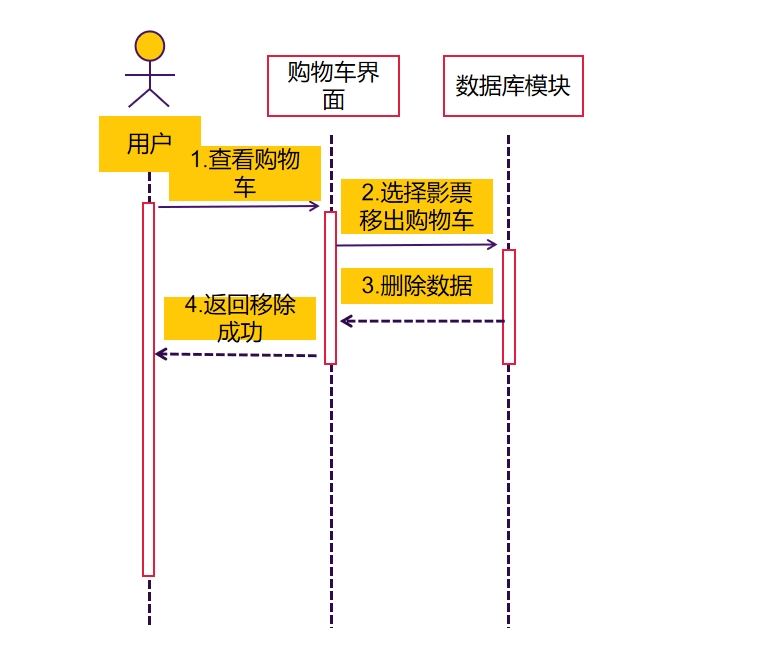 购物车界
面
数据库模块
用户
1.查看购物
车
2.选择影票
移出购物车
3.删除数据
4.返回移除
成功